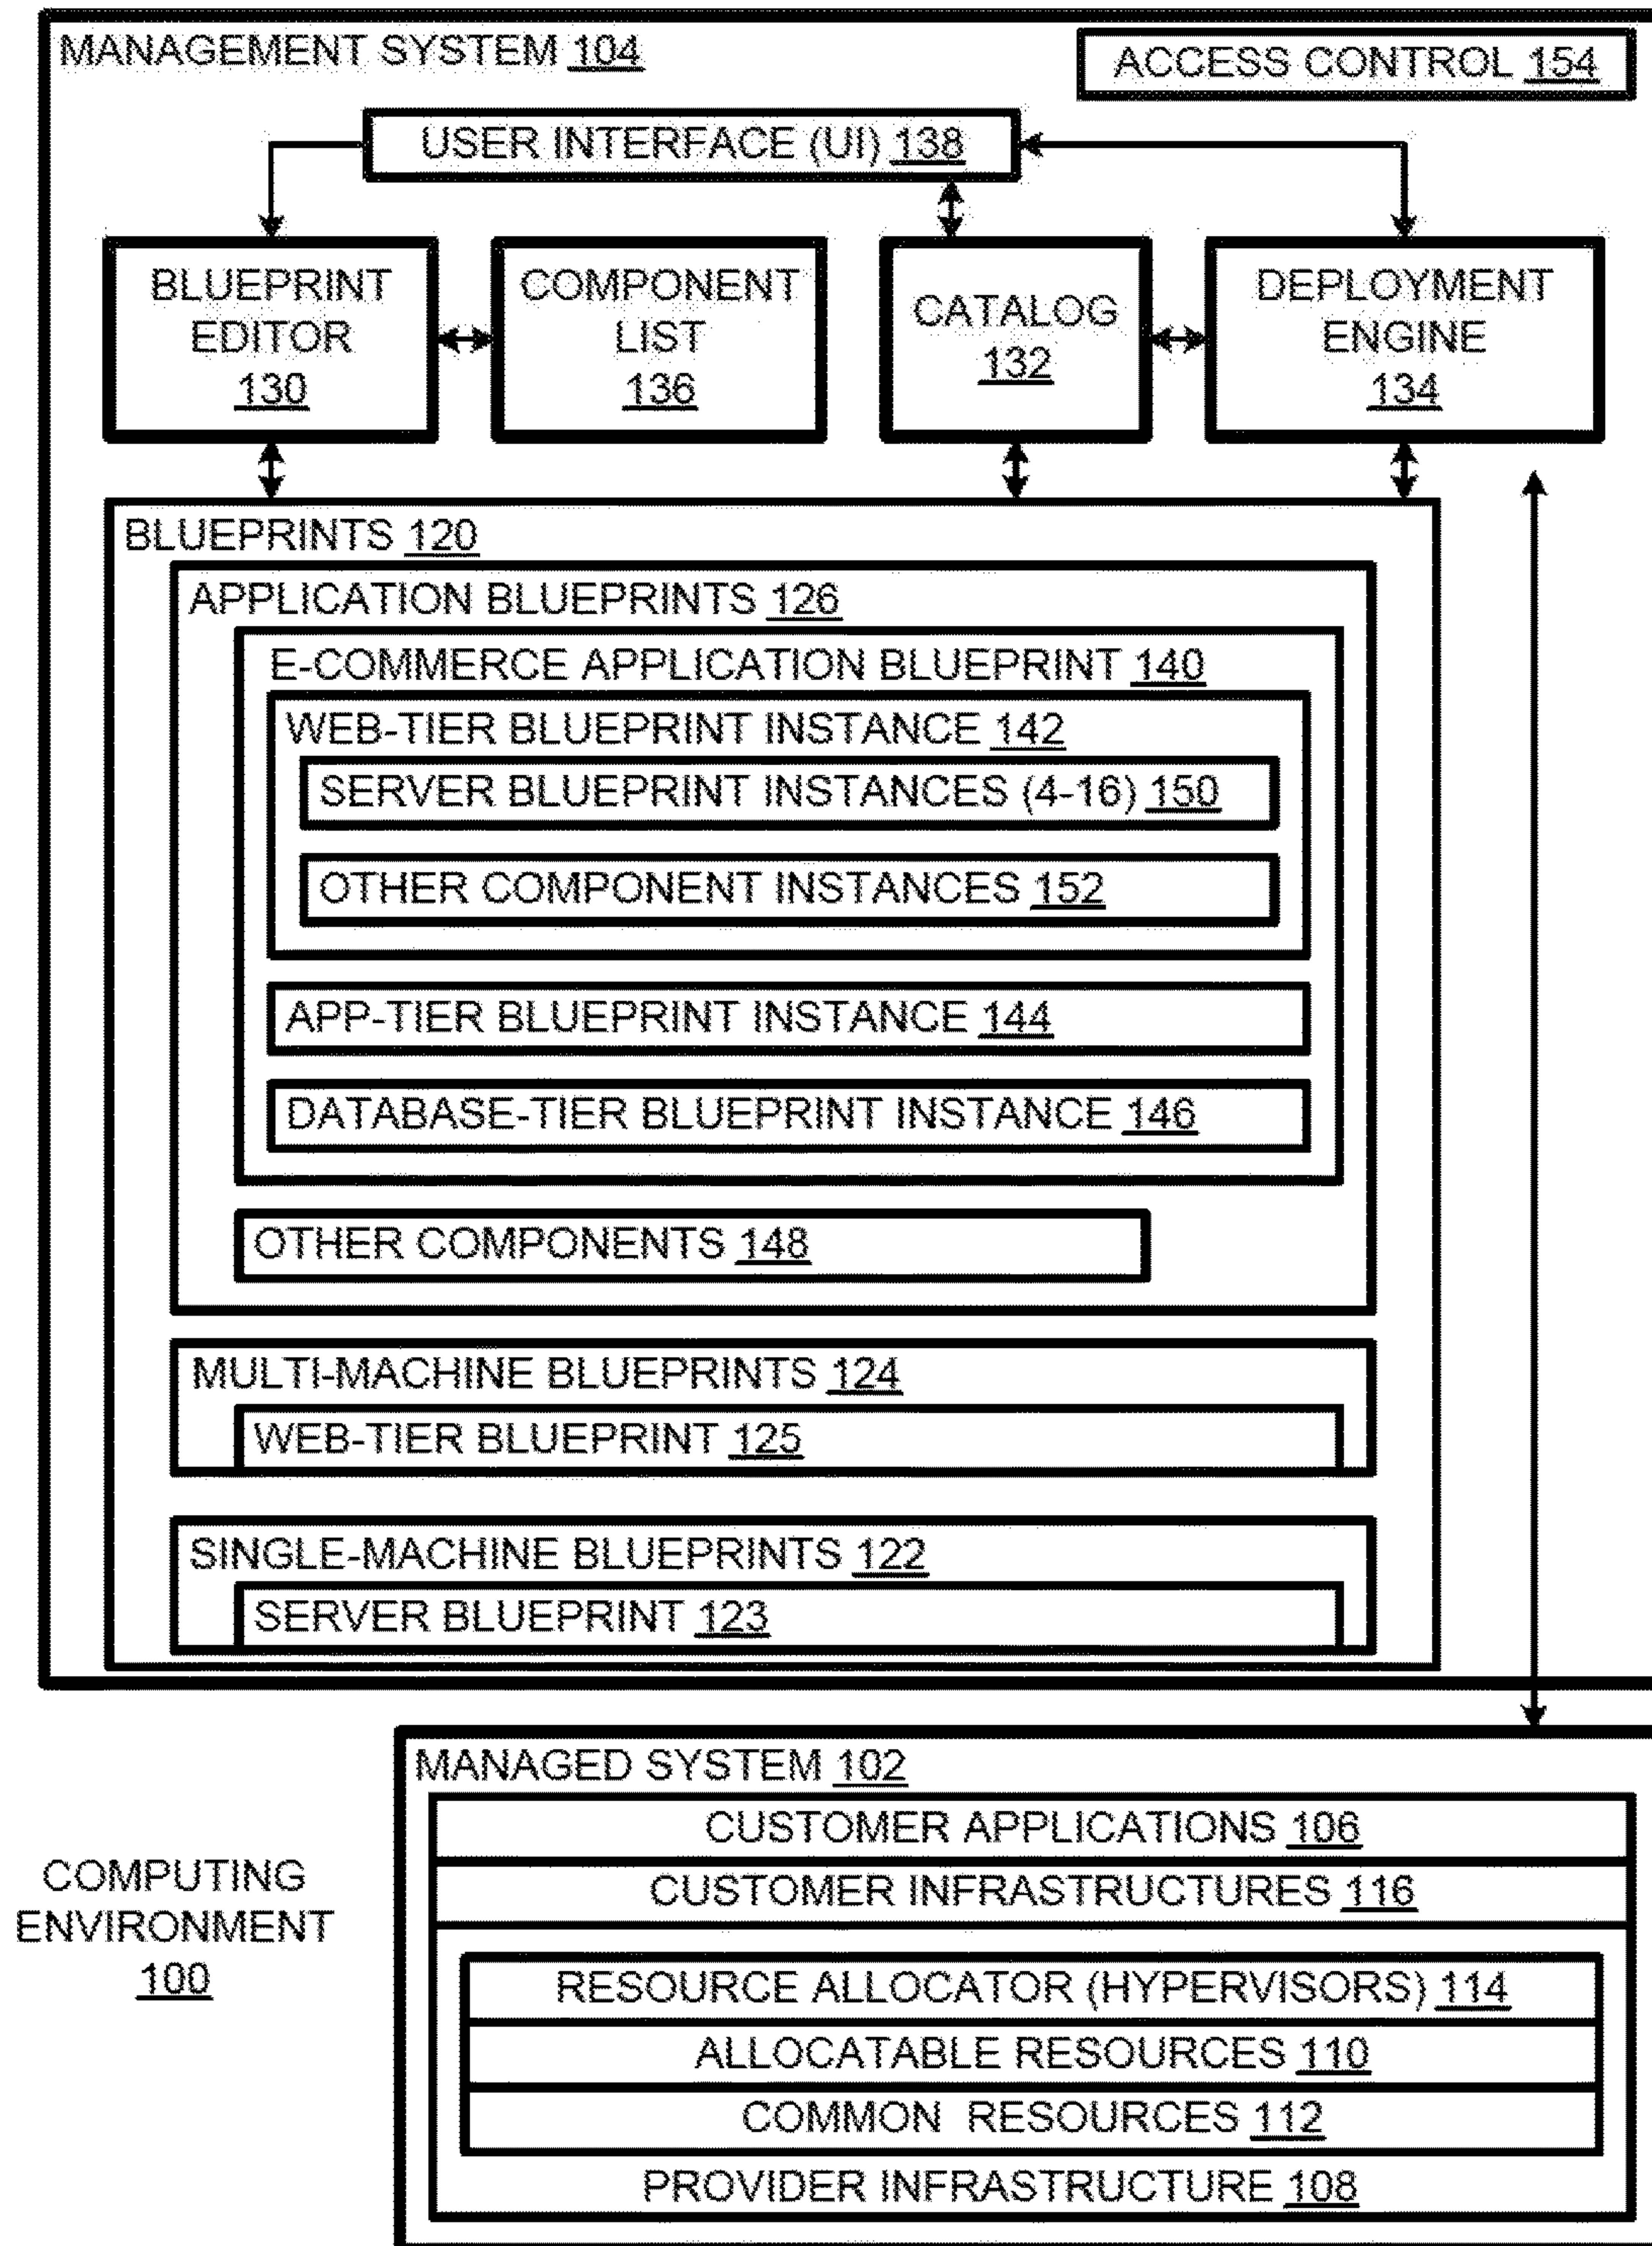 MANAGEMENT SYSTEM 104
ACCESS CONTROL 154
USER INTERFACE (UI) 138
BLUEPRINT
EDITOR
130
COMPONENT
LIST
136
CATALOG
132
DEPLOYMENT
ENGINE
134
BLUEPRINTS 120
APPLICATION BLUEPRINTS 126
E-COMMERCE APPLICATION BLUEPRINT 140
WEB-TIER BLUEPRINT INSTANCE 142
SERVER BLUEPRINT INSTANCES (4-16) 150
OTHER COMPONENT INSTANCES 152
APP-TIER BLUEPRINT INSTANCE 144
DATABASE-TIER BLUEPRINT INSTANCE 146
OTHER COMPONENTS 148
MULTI-MACHINE BLUEPRINTS 124
WEB-TIER BLUEPRINT 125
SINGLE-MACHINE BLUEPRINTS 122
SERVER BLUEPRINT 123
MANAGED SYSTEM 102
CUSTOMER APPLICATIONS 106
CUSTOMER INFRASTRUCTURES 116
RESOURCE ALLOCATOR (HYPERVISORS) 114
ALLOCATABLE RESOURCES 110
COMMON RESOURCES 112
PROVIDER INFRASTRUCTURE 108
COMPUTING
ENVIRONMENT
100